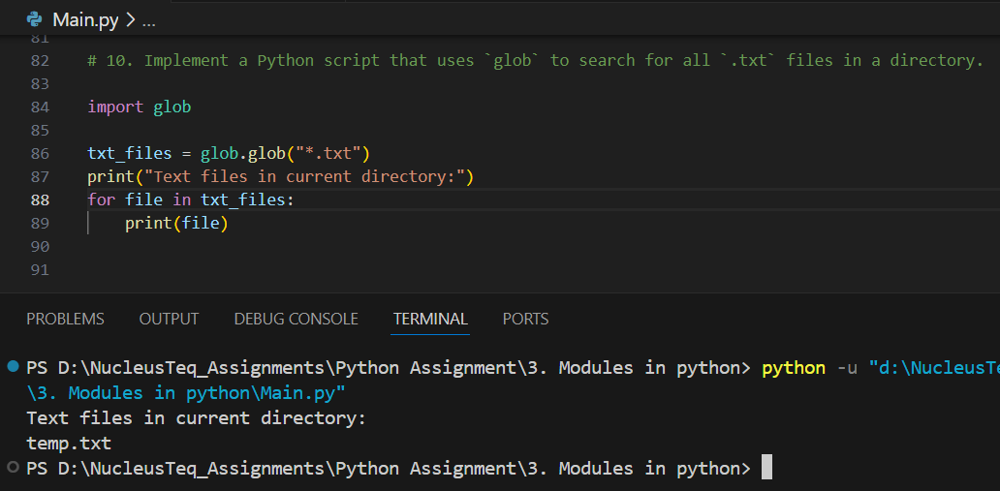 Main.py > ...
81
82 # 10. Implement a Python script that uses `glob` to search for all `.txt` files in a directory.
83
84 import glob
85
86 txt_files = glob.glob("*.txt")
87 print("Text files in current directory:")
88 for file in txt_files:
89     print(file)
90
91
PROBLEMS OUTPUT DEBUG CONSOLE TERMINAL PORTS
PS D:\NucleusTeq_Assignments\Python Assignment\3. Modules in python> python -u "d:\NucleusTe
\3. Modules in python\Main.py"
Text files in current directory:
temp.txt
PS D:\NucleusTeq_Assignments\Python Assignment\3. Modules in python>